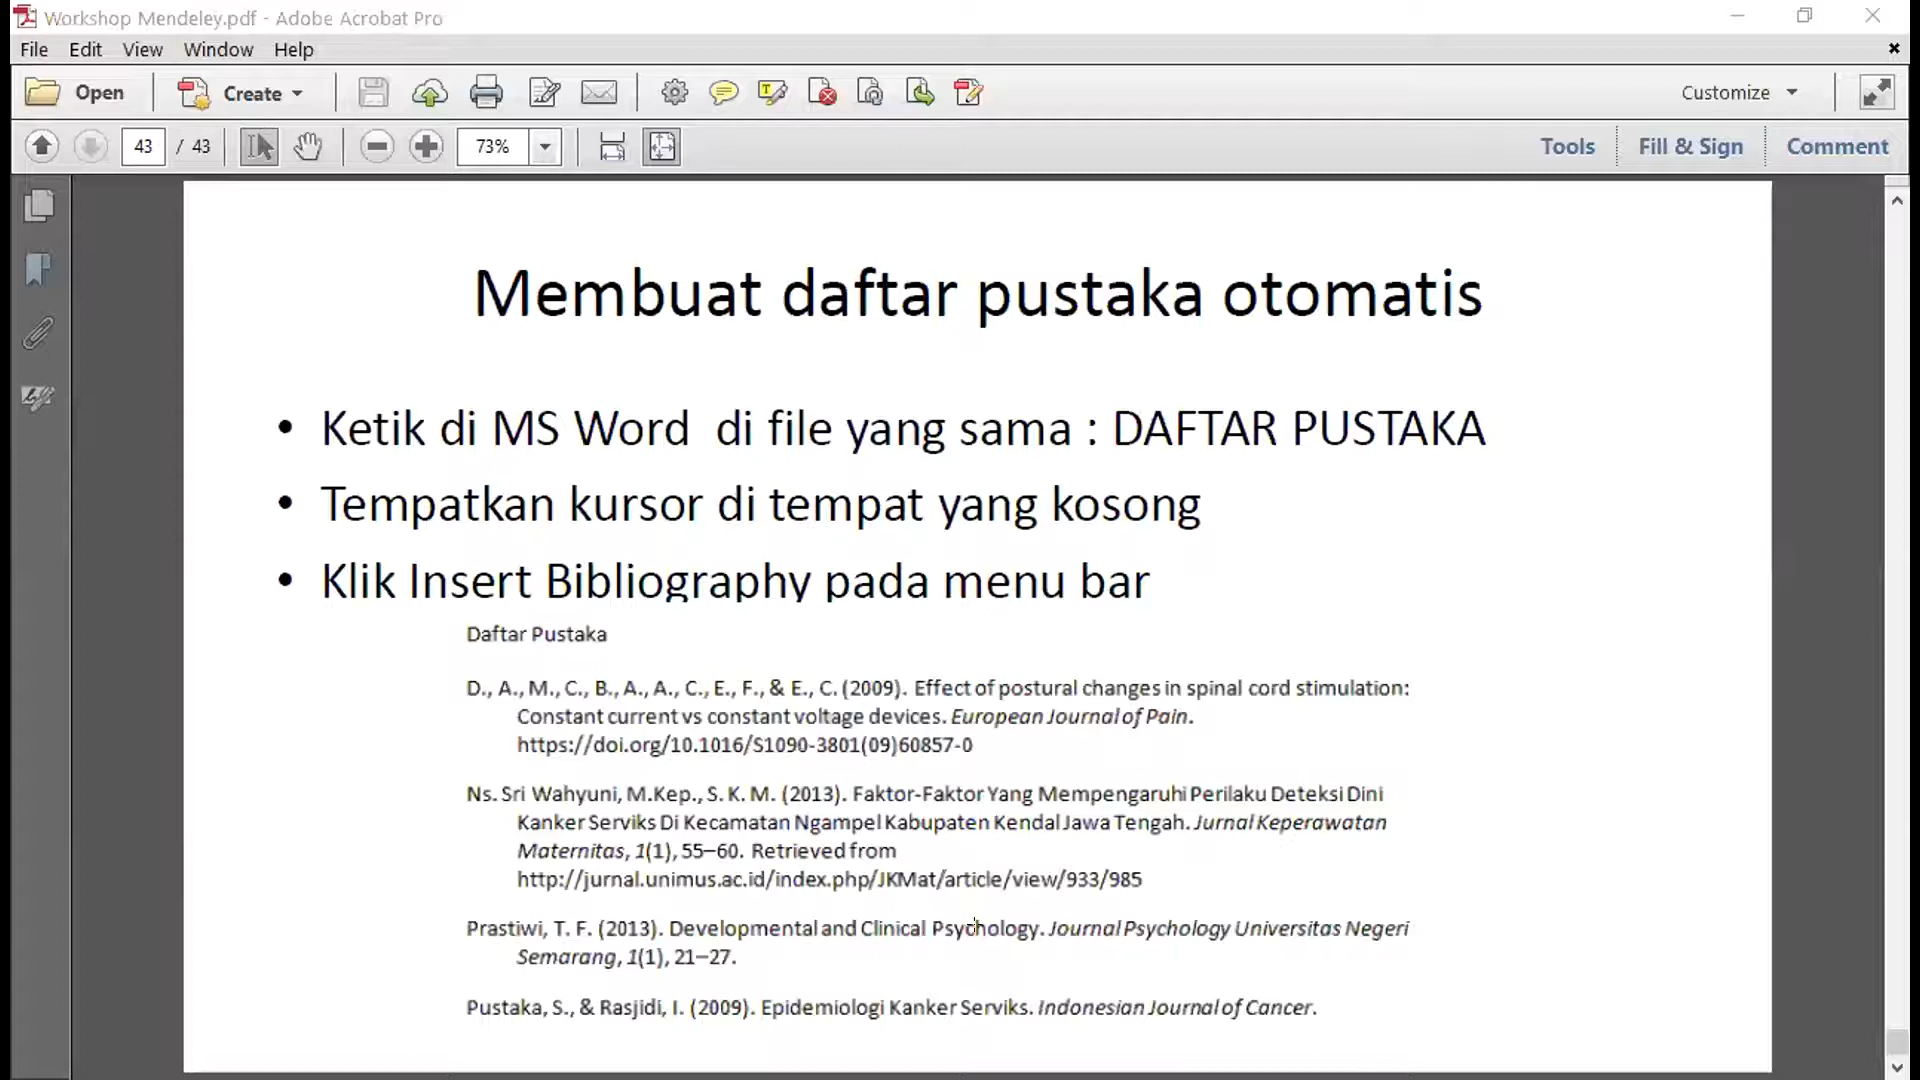 Workshop Mendeley.pdf - Adobe Acrobat Pro
File Edit View Window Help
Open Create Customize
43 / 43 73% Tools Fill & Sign Comment
Membuat daftar pustaka otomatis
• Ketik di MS Word di file yang sama : DAFTAR PUSTAKA
• Tempatkan kursor di tempat yang kosong
• Klik Insert Bibliography pada menu bar
Daftar Pustaka
D., A., M., C., B., A., A., C., E., F., & E., C. (2009). Effect of postural changes in spinal cord stimulation:
Constant current vs constant voltage devices. European Journal of Pain.
https://doi.org/10.1016/S1090-3801(09)60857-0
Ns. Sri Wahyuni, M.Kep., S. K. M. (2013). Faktor-Faktor Yang Mempengaruhi Perilaku Deteksi Dini
Kanker Serviks Di Kecamatan Ngampel Kabupaten Kendal Jawa Tengah. Jurnal Keperawatan
Maternitas, 1(1), 55–60. Retrieved from
http://jurnal.unimus.ac.id/index.php/JKMat/article/view/933/985
Prastiwi, T. F. (2013). Developmental and Clinical Psychology. Journal Psychology Universitas Negeri
Semarang, 1(1), 21–27.
Pustaka, S., & Rasjidi, I. (2009). Epidemiologi Kanker Serviks. Indonesian Journal of Cancer.